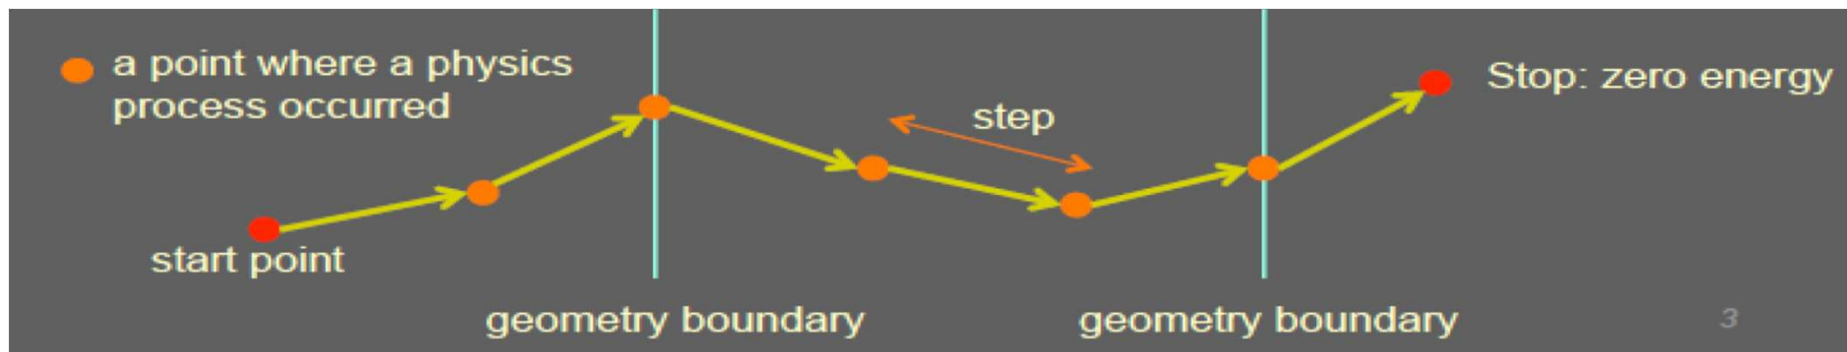 a point where a physics
process occurred
Stop: zero energy
step
start point
geometry boundary
geometry boundary
3